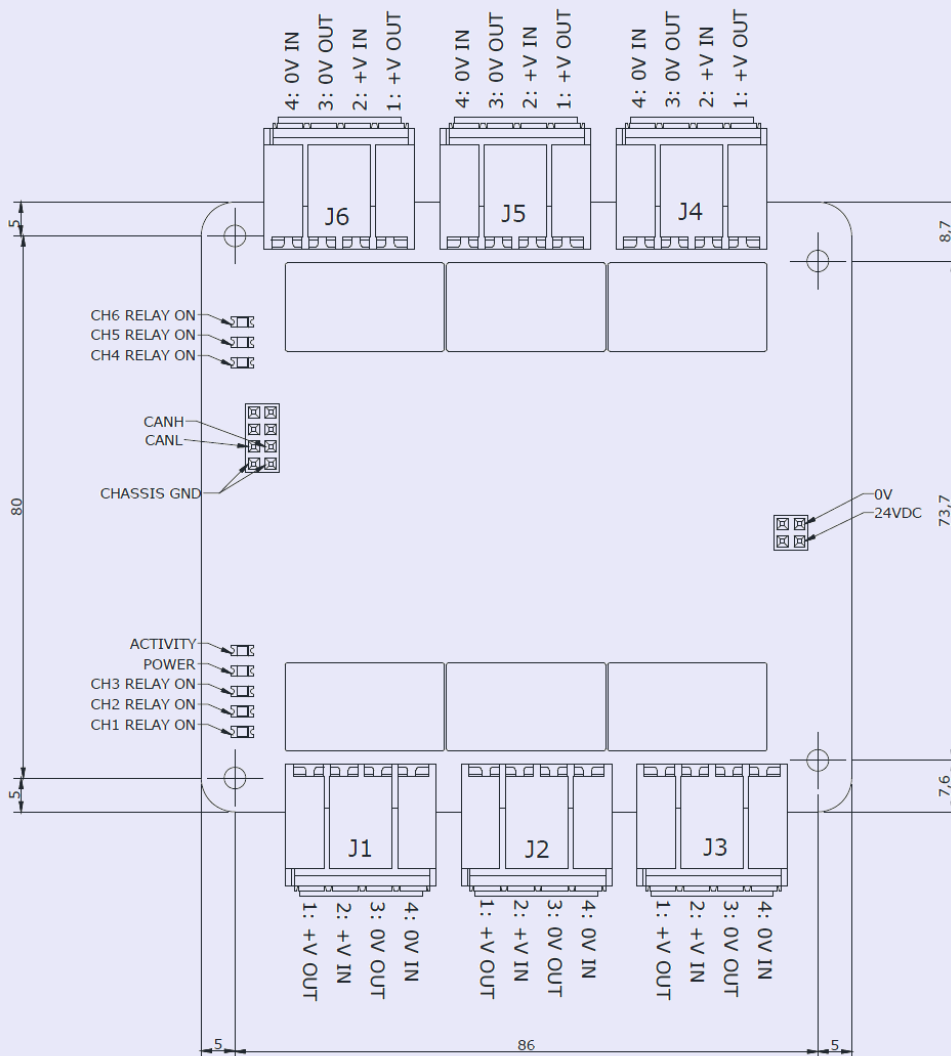 4: 0V IN
3: 0V OUT
2: +V IN
1: +V OUT
4: 0V IN
3: 0V OUT
2: +V IN
1: +V OUT
4: 0V IN
3: 0V OUT
2: +V IN
1: +V OUT
J6
J5
J4
5
8,7
CH6 RELAY ON
CH5 RELAY ON
CH4 RELAY ON
CANH
CANL
CHASSIS GND
80
0V
24VDC
73,7
ACTIVITY
POWER
CH3 RELAY ON
CH2 RELAY ON
CH1 RELAY ON
5
7,6
J1
J2
J3
1: +V OUT
2: +V IN
3: 0V OUT
4: 0V IN
1: +V OUT
2: +V IN
3: 0V OUT
4: 0V IN
1: +V OUT
2: +V IN
3: 0V OUT
4: 0V IN
5
86
5